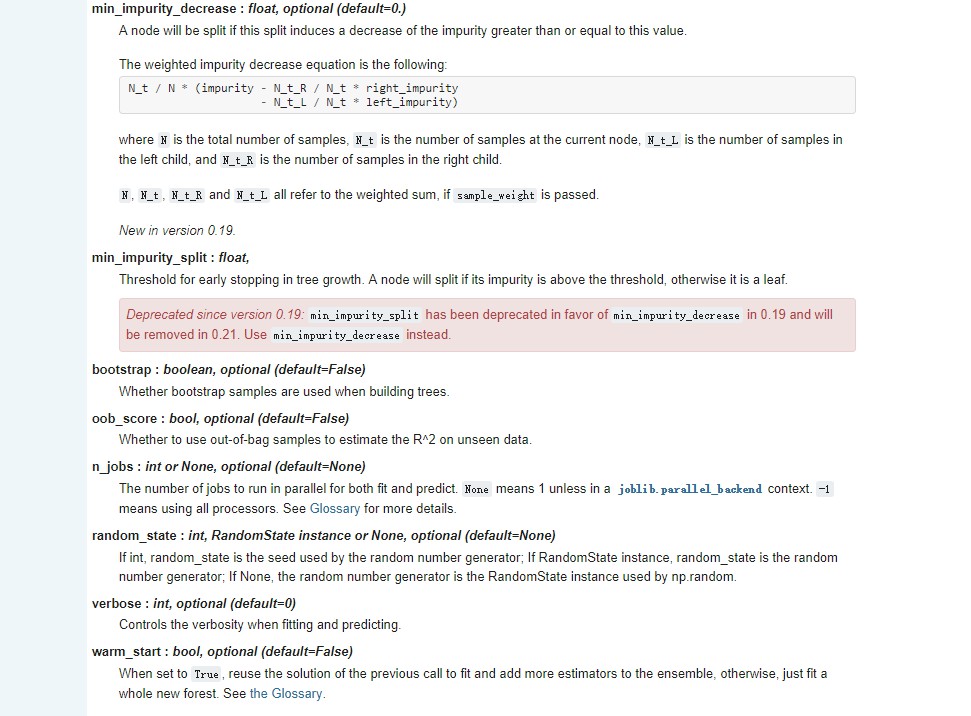 min_impurity_decrease : float, optional (default=0.)
A node will be split if this split induces a decrease of the impurity greater than or equal to this value.
The weighted impurity decrease equation is the following:
N_t / N * (impurity - N_t_R / N_t * right_impurity
- N_t_L / N_t * left_impurity)
where N is the total number of samples, N_t is the number of samples at the current node, N_t_L is the number of samples in
the left child, and N_t_R is the number of samples in the right child.
N, N_t, N_t_R and N_t_L all refer to the weighted sum, if sample_weight is passed.
New in version 0.19.
min_impurity_split : float,
Threshold for early stopping in tree growth. A node will split if its impurity is above the threshold, otherwise it is a leaf.
Deprecated since version 0.19: min_impurity_split has been deprecated in favor of min_impurity_decrease in 0.19 and will
be removed in 0.21. Use min_impurity_decrease instead.
bootstrap : boolean, optional (default=False)
Whether bootstrap samples are used when building trees.
oob_score : bool, optional (default=False)
Whether to use out-of-bag samples to estimate the R^2 on unseen data.
n_jobs : int or None, optional (default=None)
The number of jobs to run in parallel for both fit and predict. None means 1 unless in a joblib.parallel_backend context. -1
means using all processors. See Glossary for more details.
random_state : int, RandomState instance or None, optional (default=None)
If int, random_state is the seed used by the random number generator; If RandomState instance, random_state is the random
number generator; If None, the random number generator is the RandomState instance used by np.random.
verbose : int, optional (default=0)
Controls the verbosity when fitting and predicting.
warm_start : bool, optional (default=False)
When set to True, reuse the solution of the previous call to fit and add more estimators to the ensemble, otherwise, just fit a
whole new forest. See the Glossary.